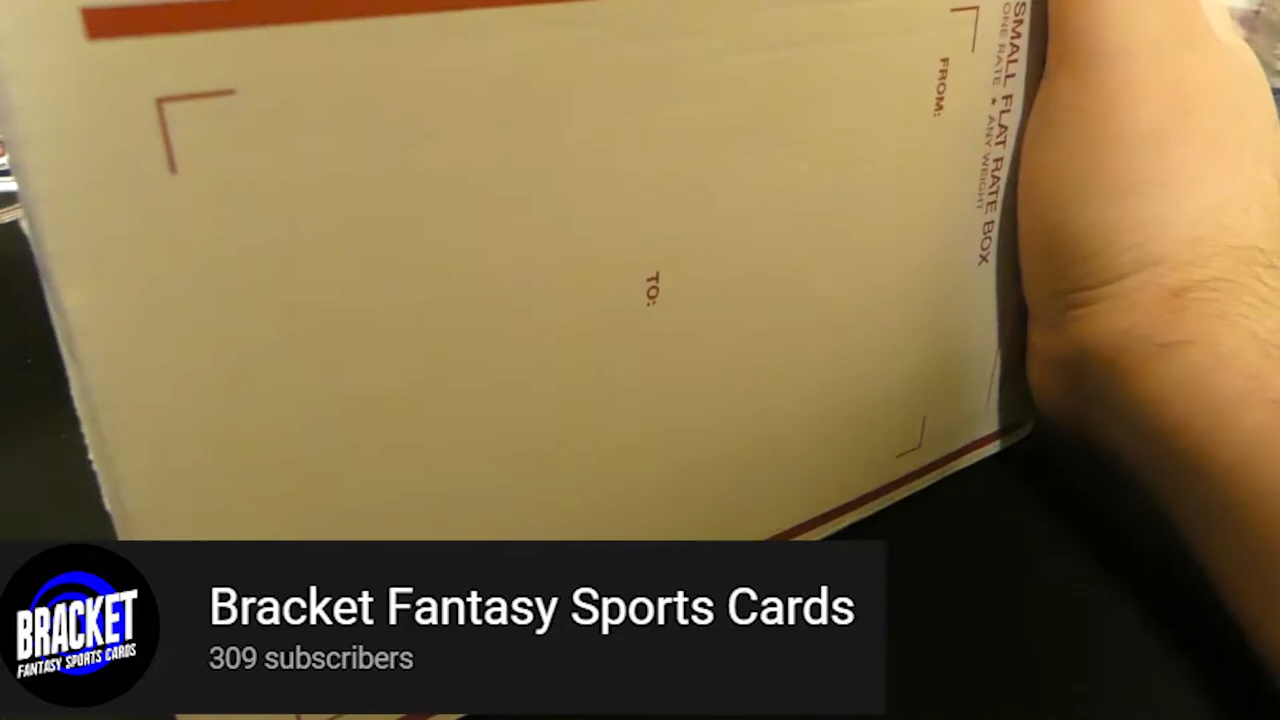 SMALL FLAT RATE BOX
ONE RATE ★ ANY WEIGHT
FROM:
TO:
BRACKET
FANTASY SPORTS CARDS
Bracket Fantasy Sports Cards
309 subscribers